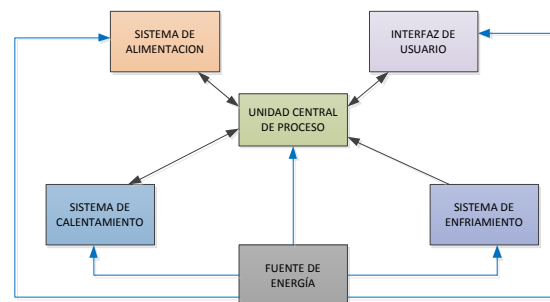 SISTEMA DE
ALIMENTACION
INTERFAZ DE
USUARIO
UNIDAD CENTRAL
DE PROCESO
SISTEMA DE
CALENTAMIENTO
SISTEMA DE
ENFRIAMIENTO
FUENTE DE
ENERGÍA